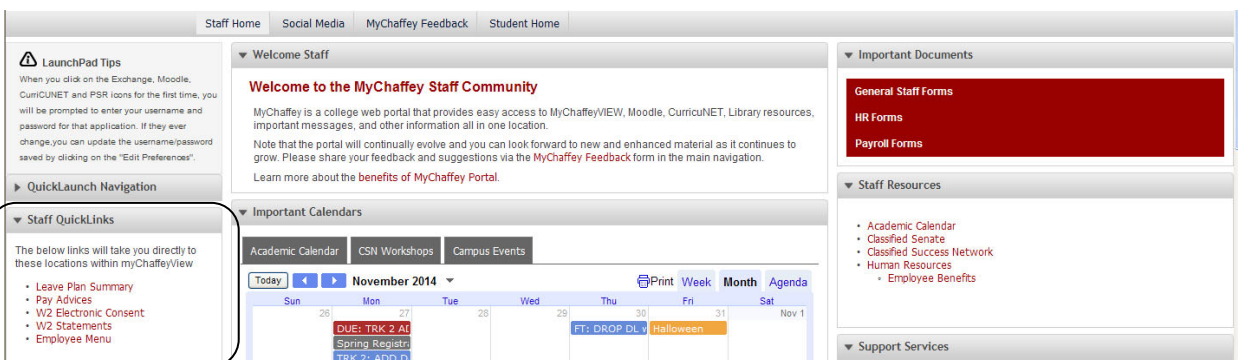 Staff Home Social Media MyChaffey Feedback Student Home
LaunchPad Tips
When you click on the Exchange, Moodle,
CurriCUNET and PSR icons for the first time, you
will be prompted to enter your username and
password for that application. If they ever
change,you can update the username/password
saved by clicking on the "Edit Preferences".
QuickLaunch Navigation
Staff QuickLinks
The below links will take you directly to
these locations within myChaffeyView
• Leave Plan Summary
• Pay Advices
• W2 Electronic Consent
• W2 Statements
• Employee Menu
Welcome Staff
Welcome to the MyChaffey Staff Community
MyChaffey is a college web portal that provides easy access to MyChaffeyVIEW, Moodle, CurricuNET, Library resources,
important messages, and other information all in one location.
Note that the portal will continually evolve and you can look forward to new and enhanced material as it continues to
grow. Please share your feedback and suggestions via the MyChaffey Feedback form in the main navigation.
Learn more about the benefits of MyChaffey Portal.
Important Calendars
Academic Calendar CSN Workshops Campus Events
Today November 2014 Print Week Month Agenda
Sun Mon Tue Wed Thu Fri Sat
26 27 28 29 30 31 Nov 1
DUE: TRK 2 AD FT: DROP DL v Halloween
Spring Registr
TRK 2: ADD D
Important Documents
General Staff Forms
HR Forms
Payroll Forms
Staff Resources
• Academic Calendar
• Classified Senate
• Classified Success Network
• Human Resources
• Employee Benefits
Support Services